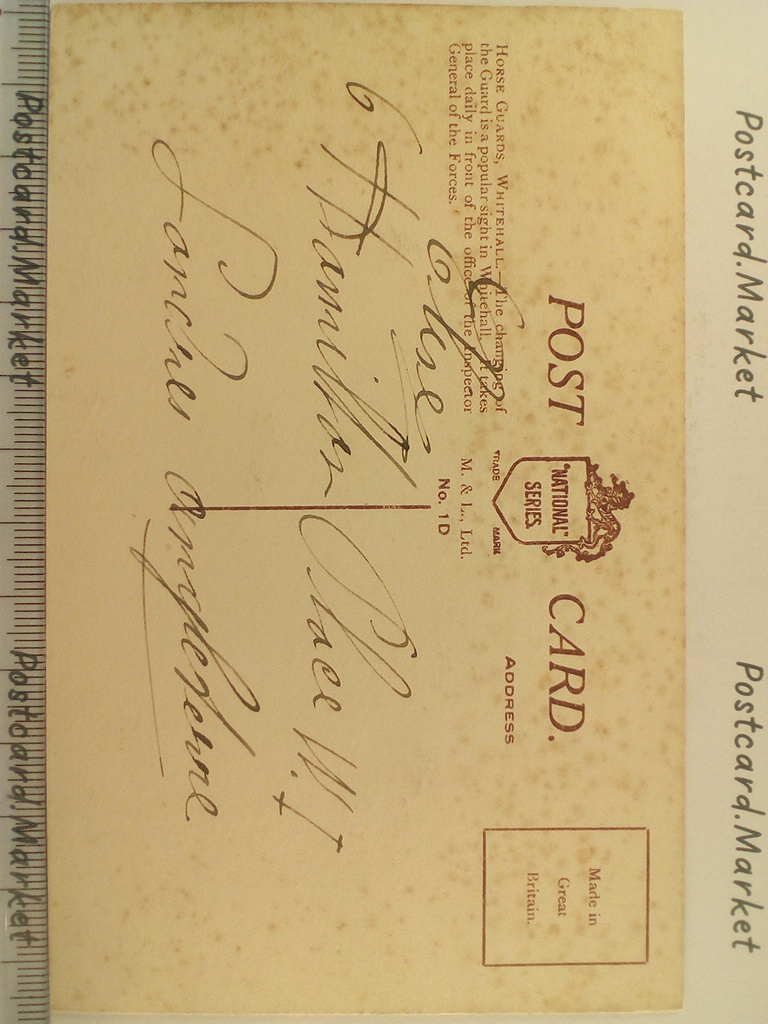 Postcard.Market Postcard.Market
POST CARD.
"NATIONAL"
SERIES.
TRADE MARK
HORSE GUARDS, WHITEHALL.—The changing of
the Guard is a popular sight in Whitehall. It takes
place daily in front of the office of the Inspector
General of the Forces.
M. & L., Ltd.
No. 1D
ADDRESS
Made in
Great
Britain.
6 Hamilton Place W.1
Londres Angleterre
Postcard.Market Postcard.Market